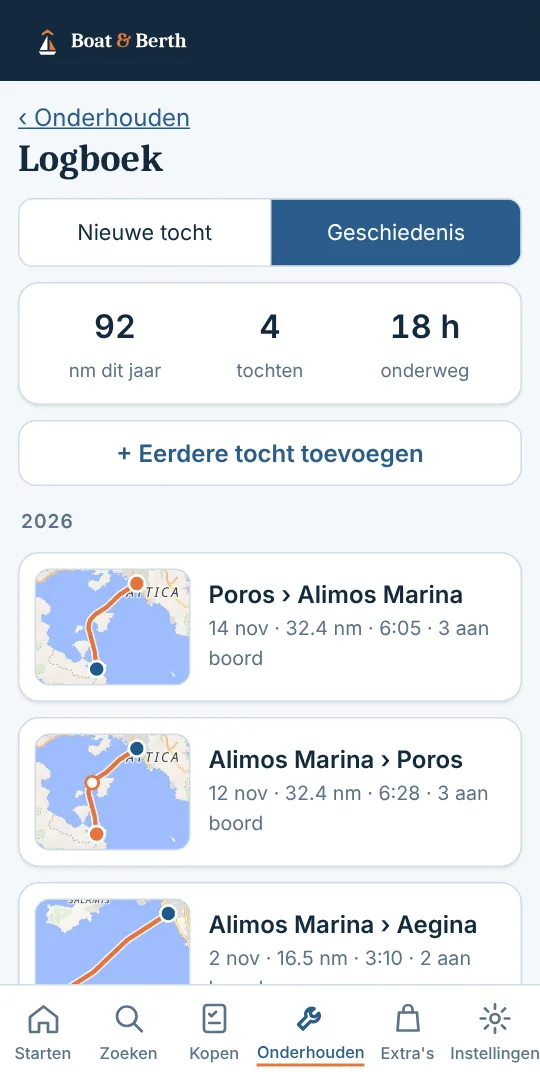 Boat & Berth
‹ Onderhouden
Logboek
Nieuwe tocht
Geschiedenis
92
4
18 h
nm dit jaar
tochten
onderweg
+ Eerdere tocht toevoegen
2026
ATTICA
Poros › Alimos Marina
14 nov · 32.4 nm · 6:05 · 3 aan
boord
ATTICA
Alimos Marina › Poros
12 nov · 32.4 nm · 6:28 · 3 aan
boord
SALAMIS
Alimos Marina › Aegina
2 nov · 16.5 nm · 3:10 · 2 aan
Starten
Zoeken
Kopen
Onderhouden
Extra's
Instellingen